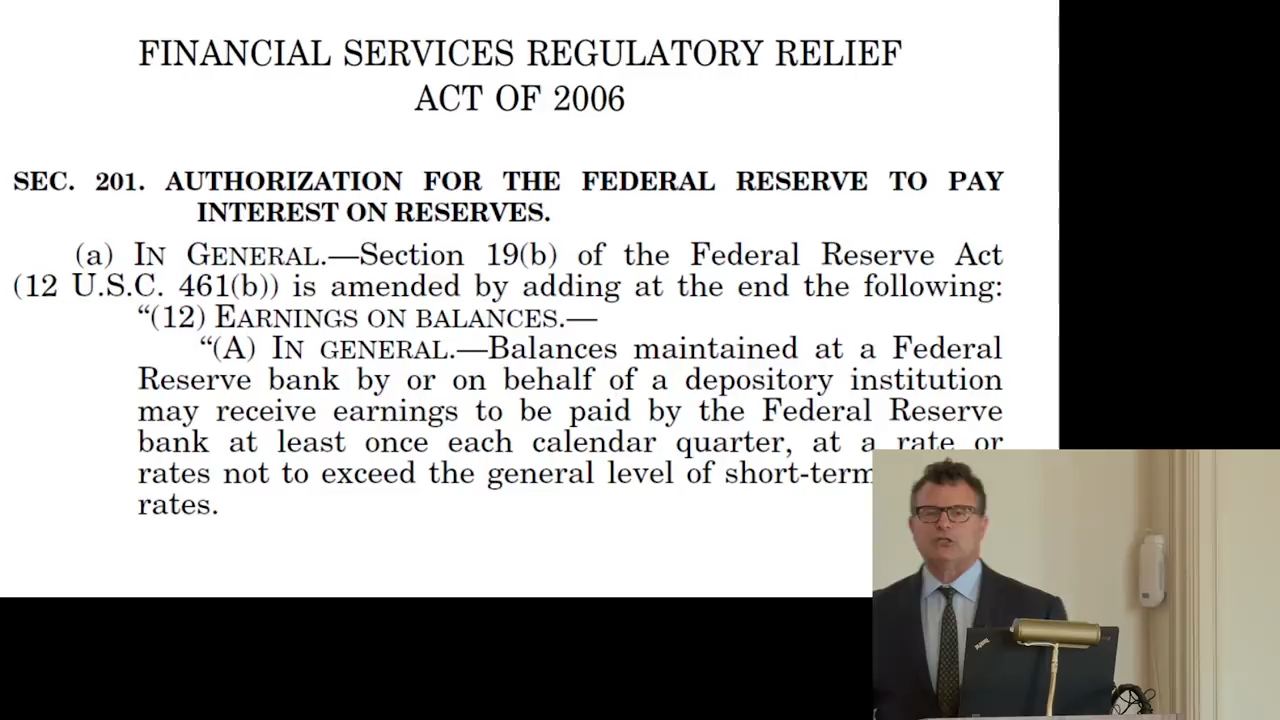 FINANCIAL SERVICES REGULATORY RELIEF
ACT OF 2006
SEC. 201. AUTHORIZATION FOR THE FEDERAL RESERVE TO PAY
INTEREST ON RESERVES.
(a) IN GENERAL.—Section 19(b) of the Federal Reserve Act
(12 U.S.C. 461(b)) is amended by adding at the end the following:
“(12) EARNINGS ON BALANCES.—
“(A) IN GENERAL.—Balances maintained at a Federal
Reserve bank by or on behalf of a depository institution
may receive earnings to be paid by the Federal Reserve
bank at least once each calendar quarter, at a rate or
rates not to exceed the general level of short-term
rates.
ThinkPad